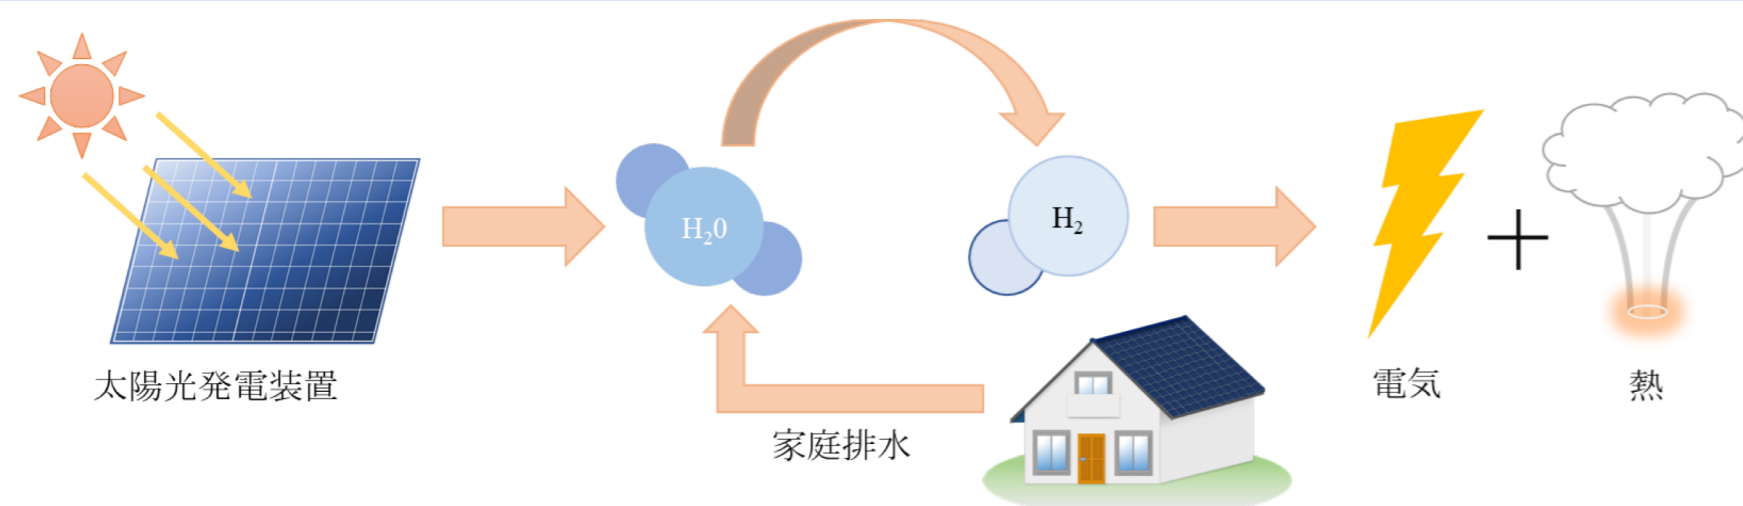 H₂0
H₂
太陽光発電装置
家庭排水
電気
熱